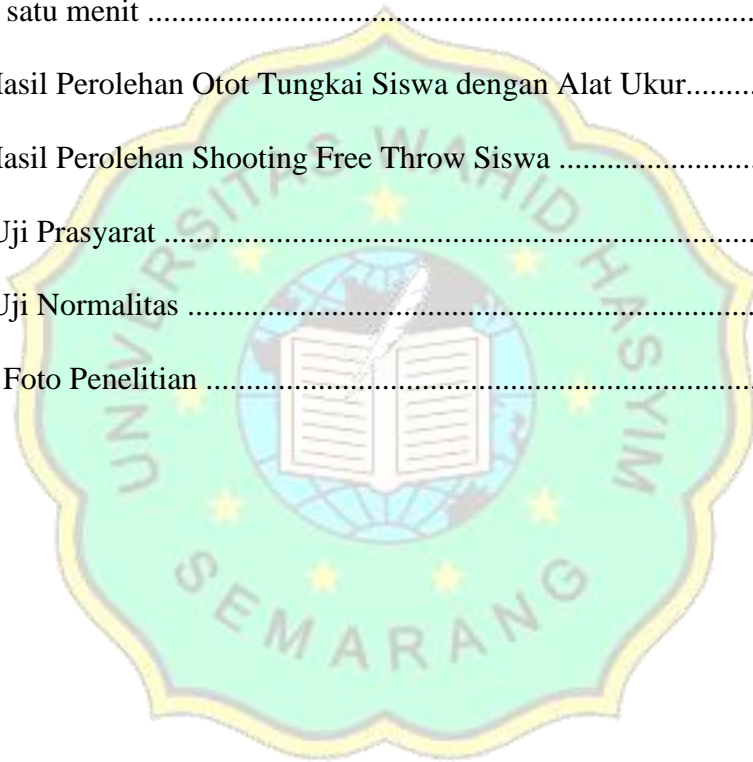 satu menit ...........................................................................
Hasil Perolehan Otot Tungkai Siswa dengan Alat Ukur.........
Hasil Perolehan Shooting Free Throw Siswa .........................
Uji Prasyarat .........................................................................
Uji Normalitas ......................................................................
Foto Penelitian .....................................................................
UNIVERSITAS WAHID HASYIM
SEMARANG